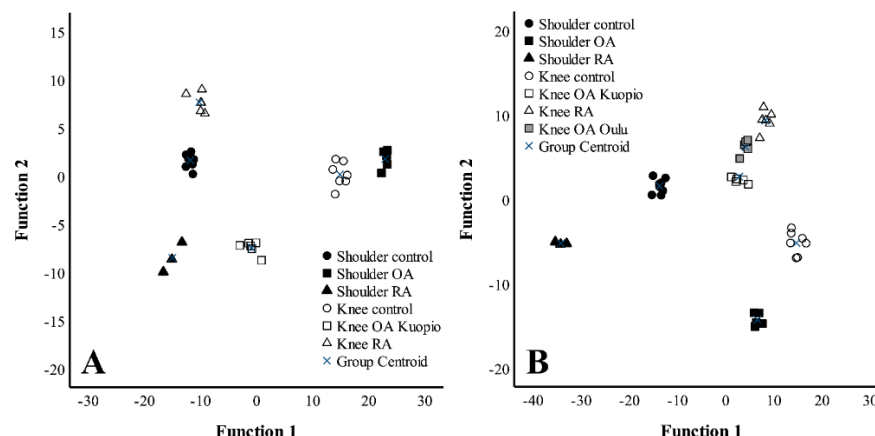 15
10
5
0
-5
-10
-15
-20
Function 2
-30
-20
-10
0
10
20
30
Function 1
A
Shoulder control
Shoulder OA
Shoulder RA
Knee control
Knee OA Kuopio
Knee RA
Group Centroid
20
10
0
-10
-20
Function 2
-40
-30
-20
-10
0
10
20
30
Function 1
B
Shoulder control
Shoulder OA
Shoulder RA
Knee control
Knee OA Kuopio
Knee RA
Knee OA Oulu
Group Centroid